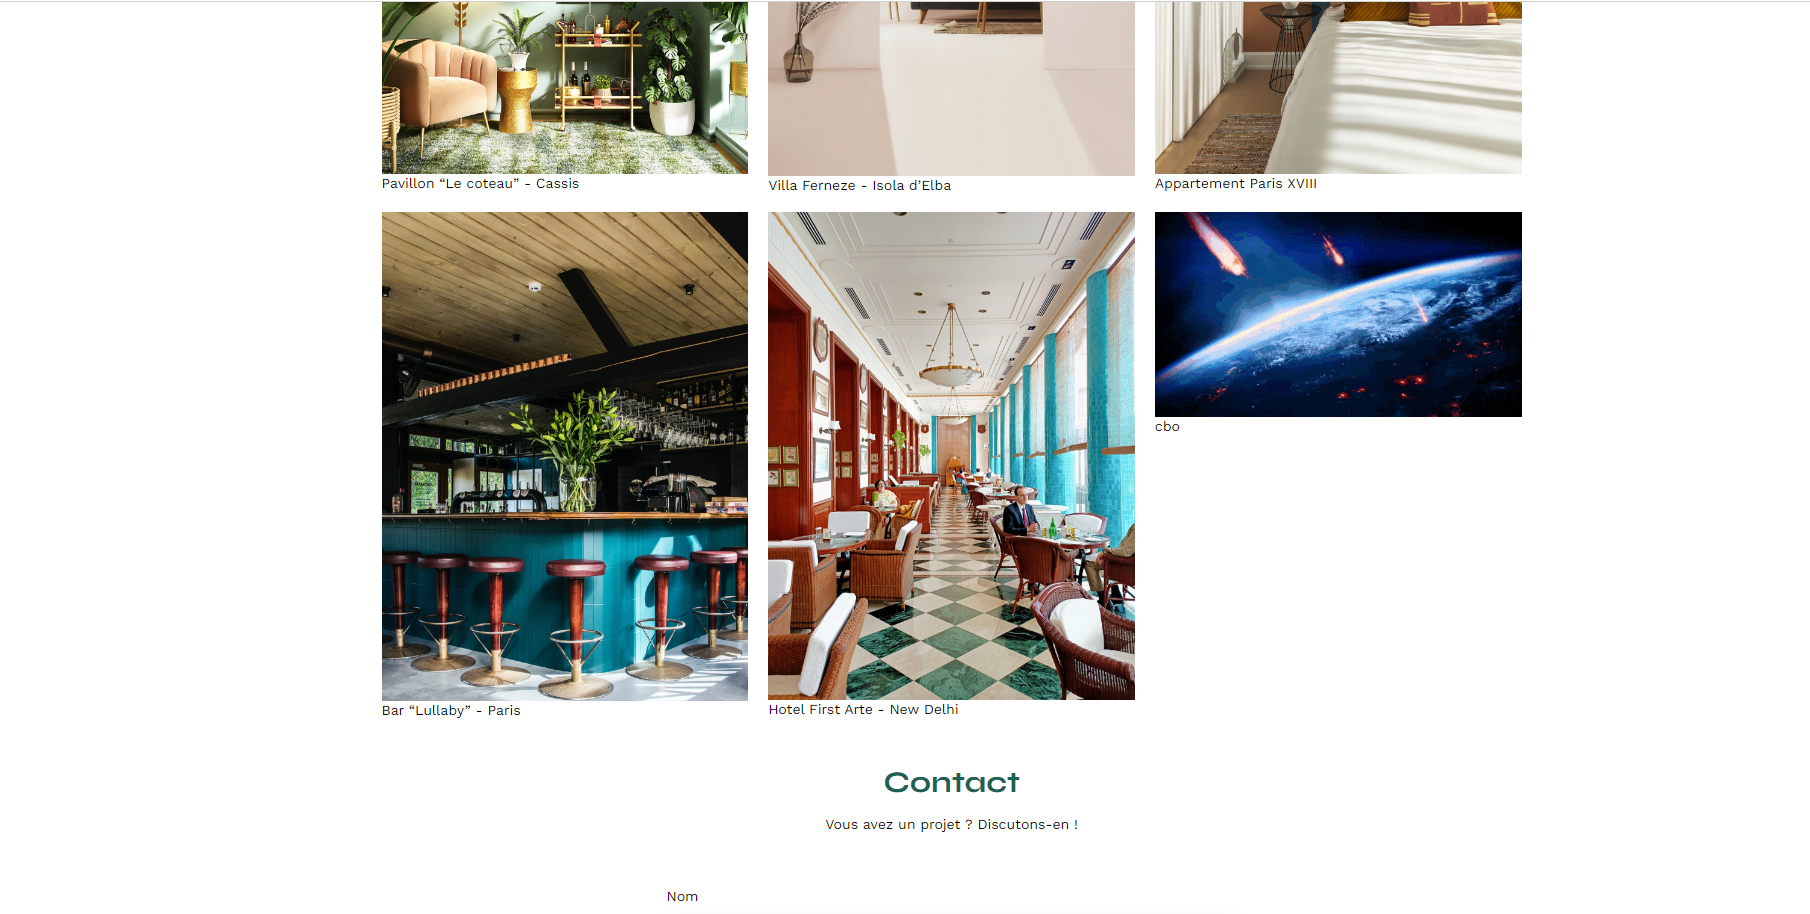 Pavillon “Le coteau” - Cassis
Villa Ferneze - Isola d’Elba
Appartement Paris XVIII
cbo
Bar “Lullaby” - Paris
Hotel First Arte - New Delhi
Contact
Vous avez un projet ? Discutons-en !
Nom